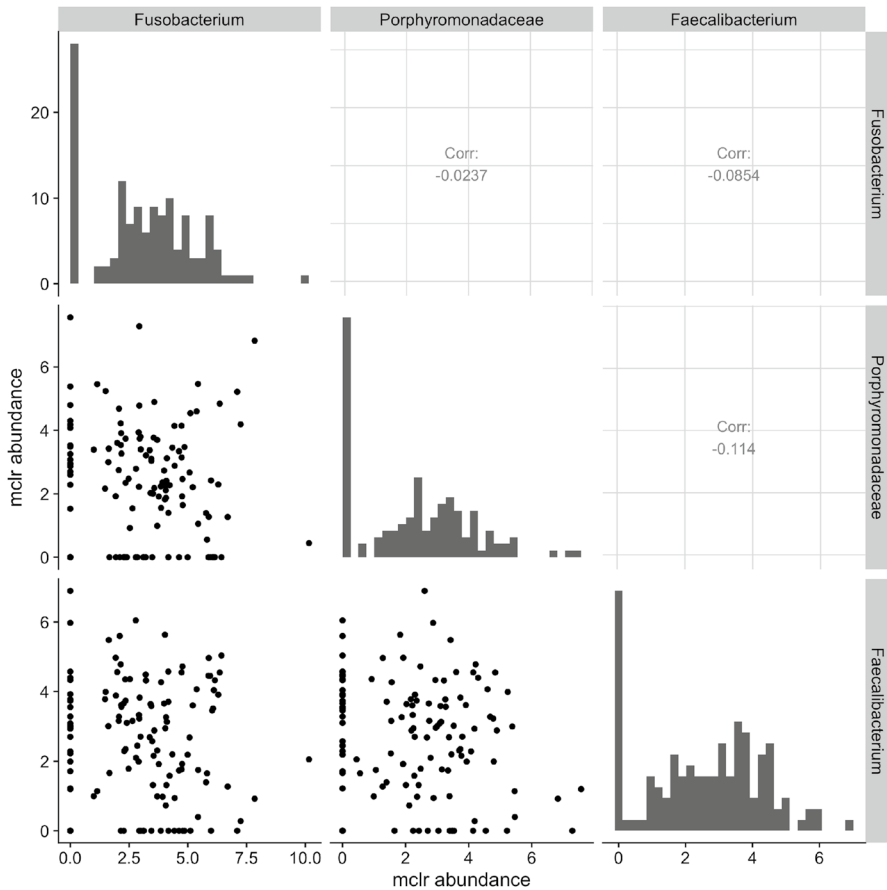 Fusobacterium
Porphyromonadaceae
Faecalibacterium
20
10
0
Corr:
-0.0237
Corr:
-0.0854
Fusobacterium
mclr abundance
6
4
2
0
Corr:
-0.114
Porphyromonadaceae
6
4
2
0
Faecalibacterium
0.0 2.5 5.0 7.5 10.0
0 2 4 6
0 2 4 6
mclr abundance